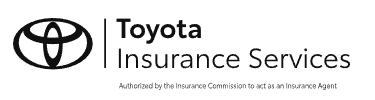 Toyota
Insurance Services
Authorized by the Insurance Commission to act as an Insurance Agent